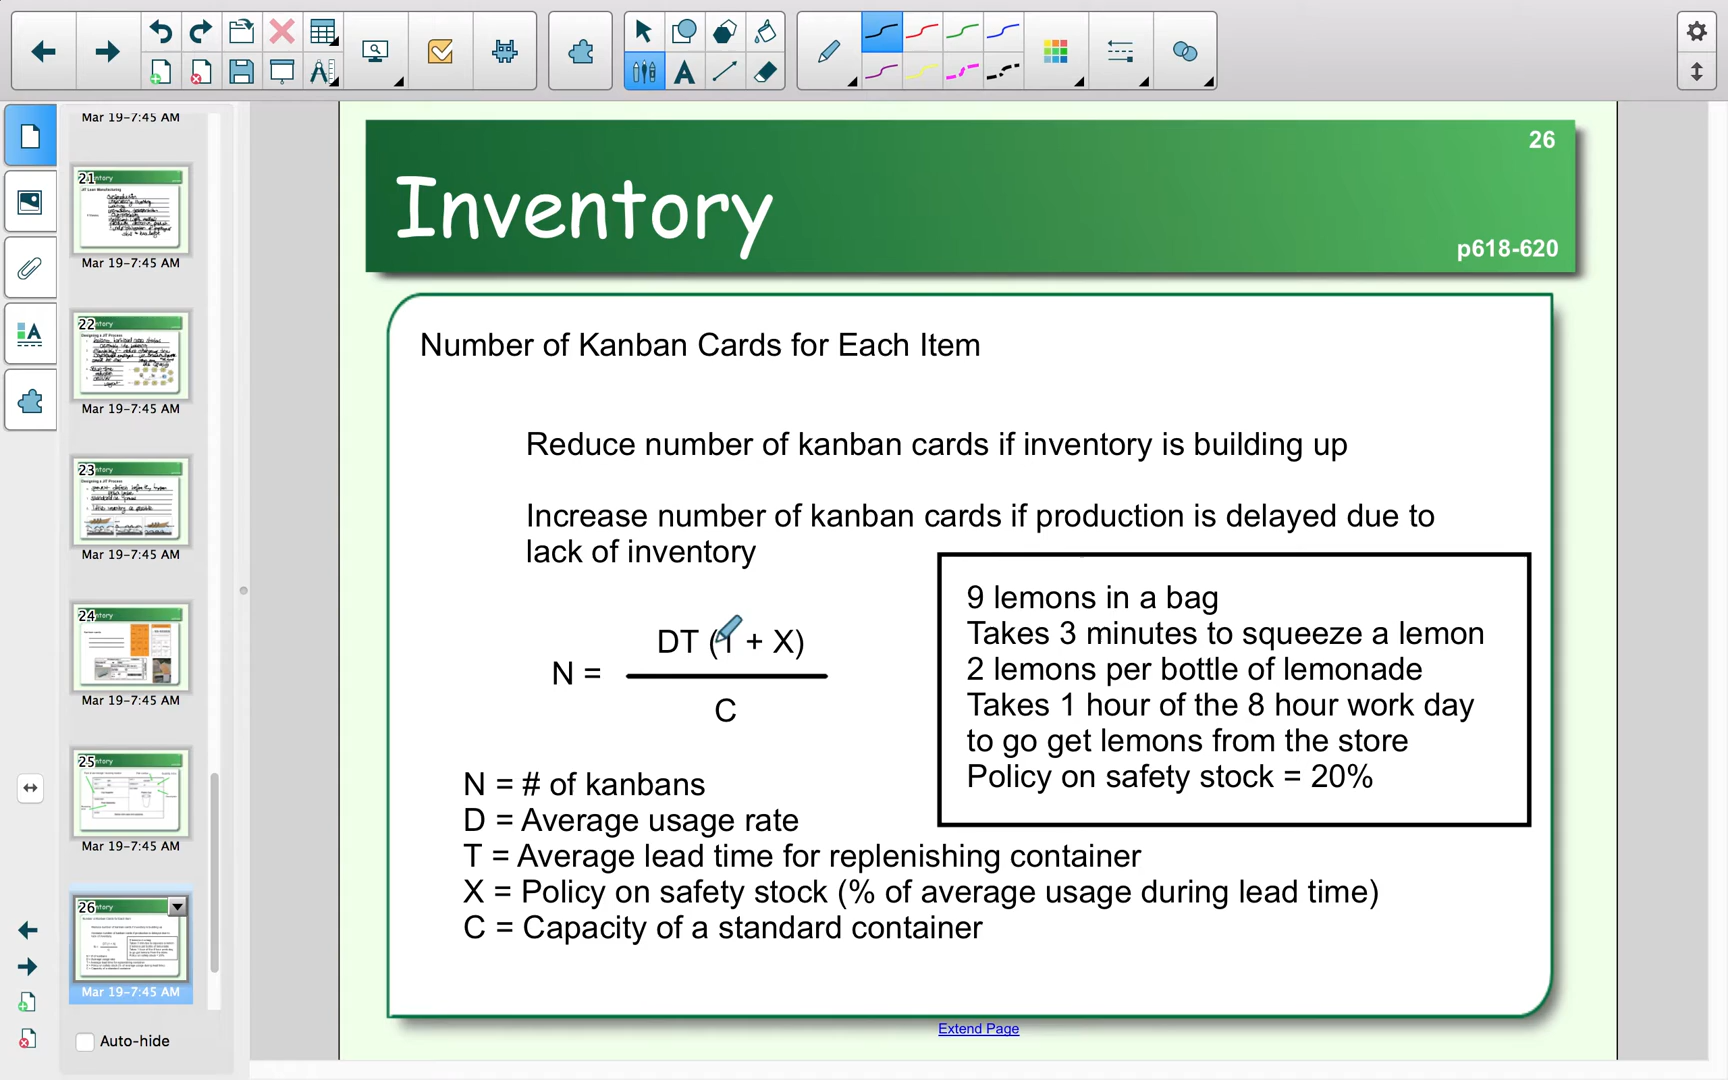 Mar 19-7:45 AM
21
Mar 19-7:45 AM
22
Mar 19-7:45 AM
23
Mar 19-7:45 AM
24
Mar 19-7:45 AM
25
Mar 19-7:45 AM
26
Mar 19-7:45 AM
Auto-hide
26
Inventory
p618-620
Number of Kanban Cards for Each Item
Reduce number of kanban cards if inventory is building up
Increase number of kanban cards if production is delayed due to
lack of inventory
DT (1 + X)
N =
C
9 lemons in a bag
Takes 3 minutes to squeeze a lemon
2 lemons per bottle of lemonade
Takes 1 hour of the 8 hour work day
to go get lemons from the store
Policy on safety stock = 20%
N = # of kanbans
D = Average usage rate
T = Average lead time for replenishing container
X = Policy on safety stock (% of average usage during lead time)
C = Capacity of a standard container
Extend Page